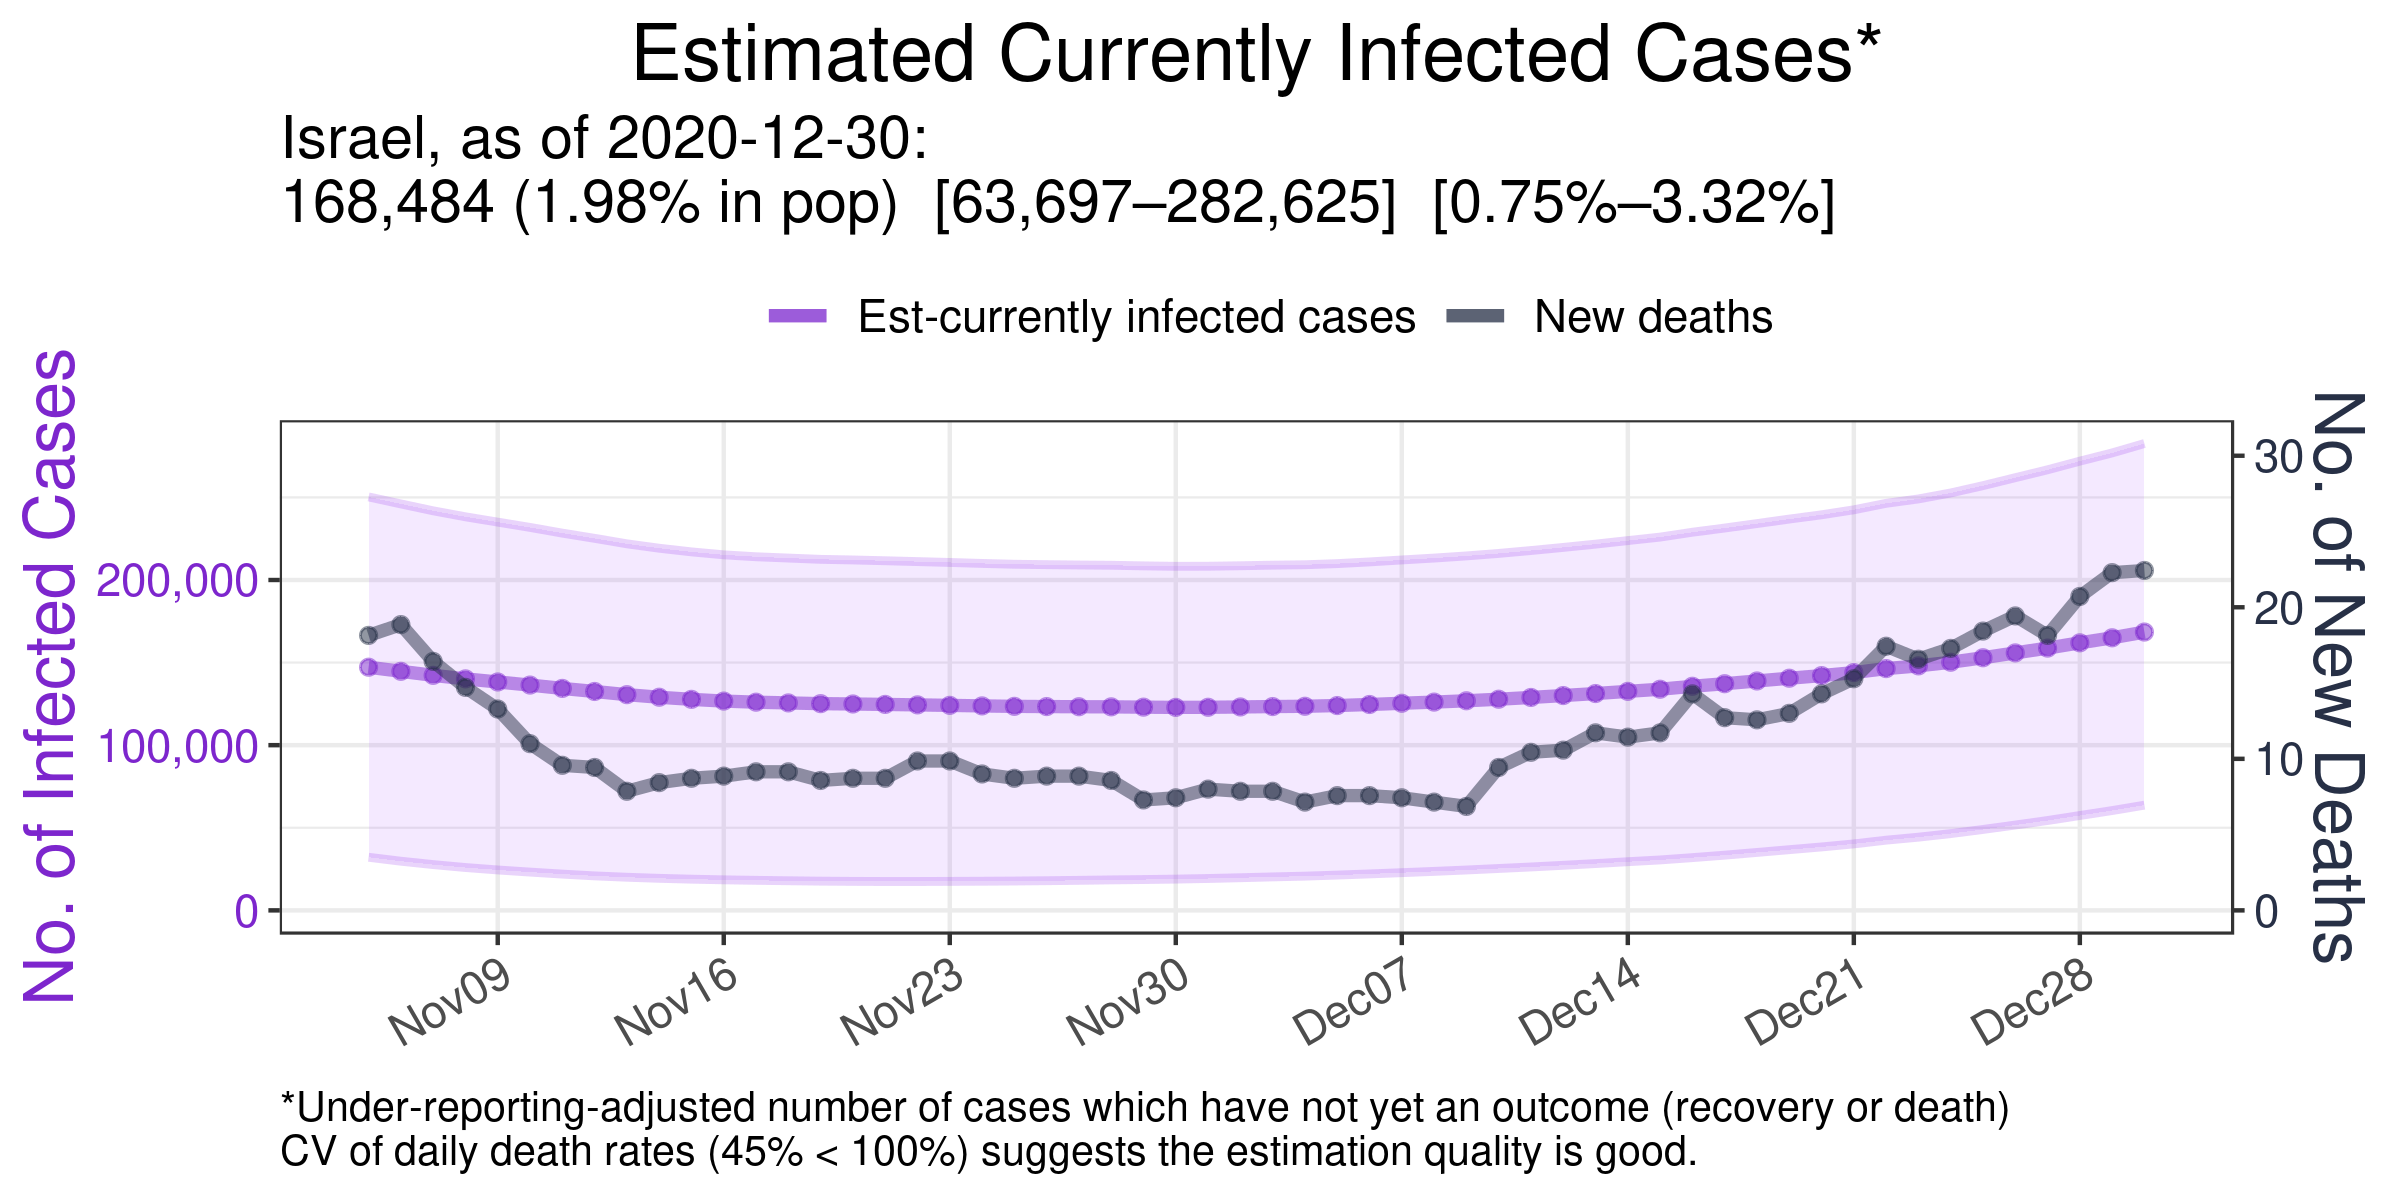 Estimated Currently Infected Cases*
Israel, as of 2020-12-30:
168,484 (1.98% in pop)  [63,697–282,625]  [0.75%–3.32%]
Est-currently infected cases
New deaths
No. of Infected Cases
200,000
100,000
0
30
20
10
0
No. of New Deaths
Nov09
Nov16
Nov23
Nov30
Dec07
Dec14
Dec21
Dec28
*Under-reporting-adjusted number of cases which have not yet an outcome (recovery or death)
CV of daily death rates (45% < 100%) suggests the estimation quality is good.